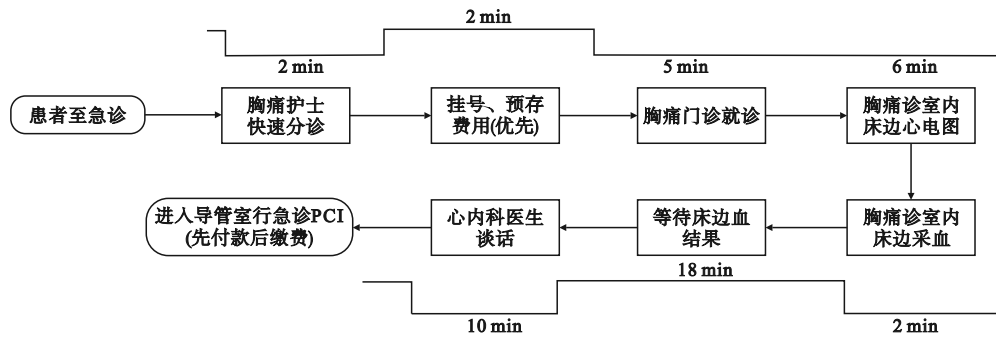 2 min
2 min
5 min
6 min
患者至急诊
胸痛护士
快速分诊
挂号、预存
费用(优先)
胸痛门诊就诊
胸痛诊室内
床边心电图
进入导管室行急诊PCI
(先付款后缴费)
心内科医生
谈话
等待床边血
结果
胸痛诊室内
床边采血
18 min
10 min
2 min